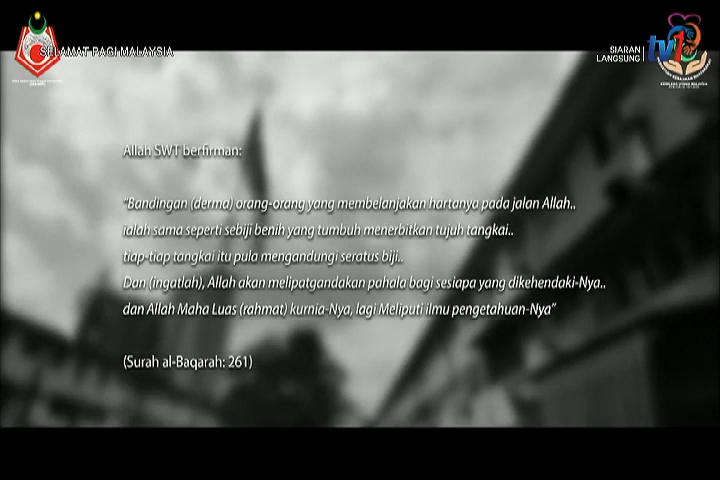 SELAMAT PAGI MALAYSIA
SIARAN
LANGSUNG
tv1
Allah SWT berfirman:
“Bandingan (derma) orang-orang yang membelanjakan hartanya pada jalan Allah..
ialah sama seperti sebiji benih yang tumbuh menerbitkan tujuh tangkai..
tiap-tiap tangkai itu pula mengandungi seratus biji..
Dan (ingatlah), Allah akan melipatgandakan pahala bagi sesiapa yang dikehendaki-Nya..
dan Allah Maha Luas (rahmat) kurnia-Nya, lagi Meliputi ilmu pengetahuan-Nya”
(Surah al-Baqarah: 261)